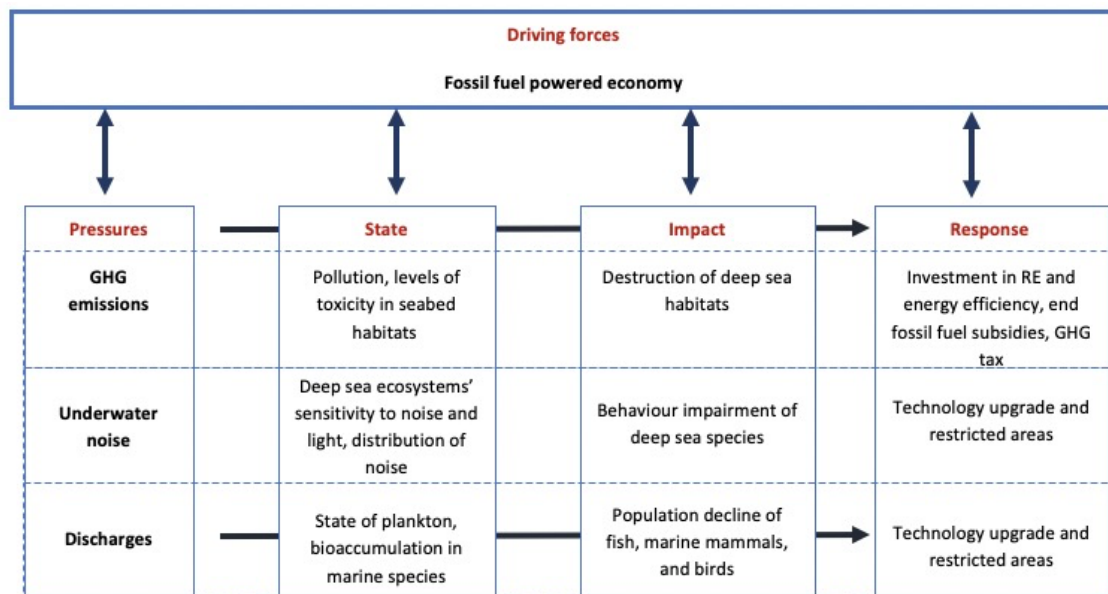 Driving forces
Fossil fuel powered economy
Pressures
State
Impact
Response
GHG
emissions
Pollution, levels of
toxicity in seabed
habitats
Destruction of deep sea
habitats
Investment in RE and
energy efficiency, end
fossil fuel subsidies, GHG
tax
Underwater
noise
Deep sea ecosystems’
sensitivity to noise and
light, distribution of
noise
Behaviour impairment of
deep sea species
Technology upgrade and
restricted areas
Discharges
State of plankton,
bioaccumulation in
marine species
Population decline of
fish, marine mammals,
and birds
Technology upgrade and
restricted areas